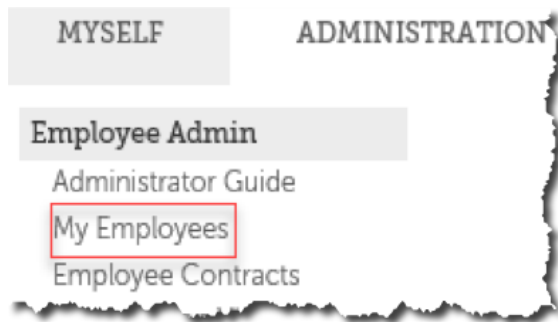 MYSELF ADMINISTRATION
Employee Admin
Administrator Guide
My Employees
Employee Contracts